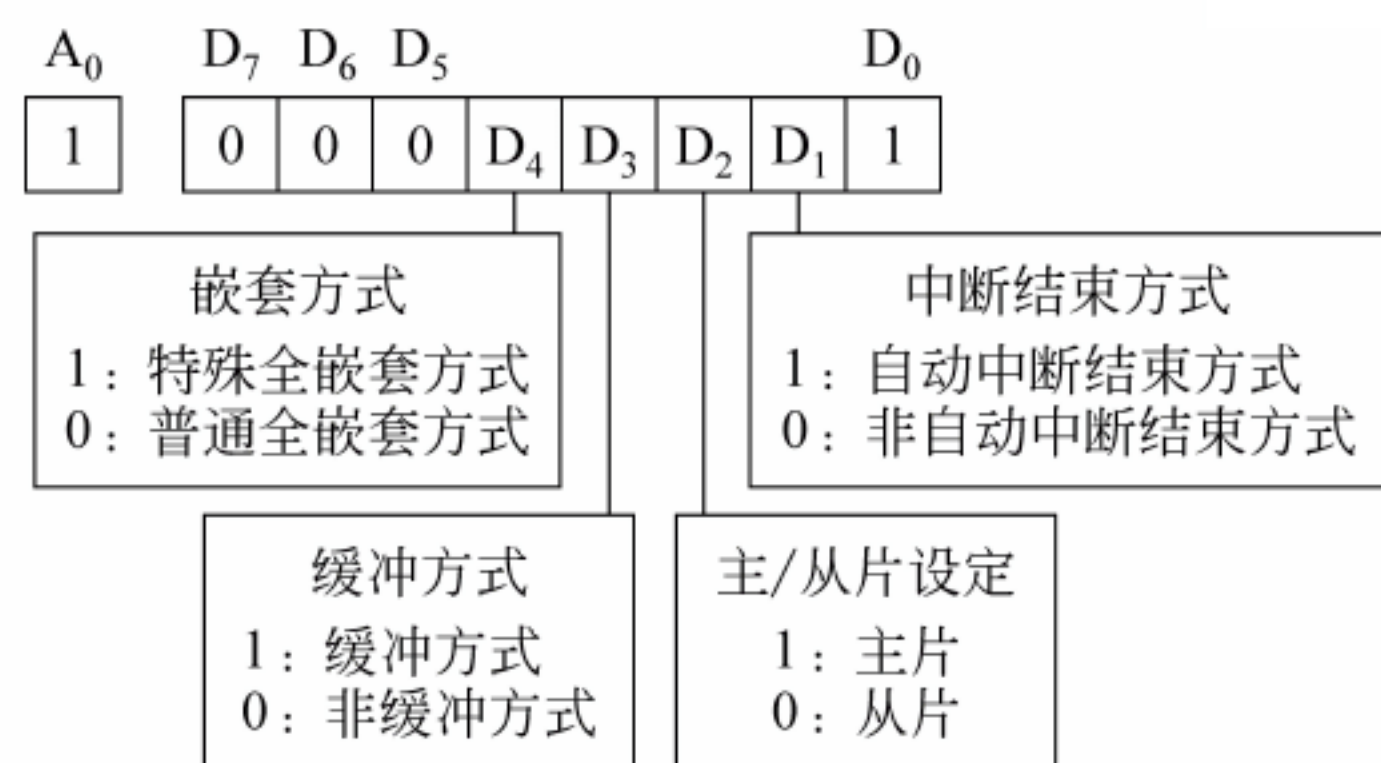 A₀ D₇ D₆ D₅ D₀
1 0 0 0 D₄ D₃ D₂ D₁ 1
嵌套方式
1：特殊全嵌套方式
0：普通全嵌套方式
中断结束方式
1：自动中断结束方式
0：非自动中断结束方式
缓冲方式
1：缓冲方式
0：非缓冲方式
主/从片设定
1：主片
0：从片